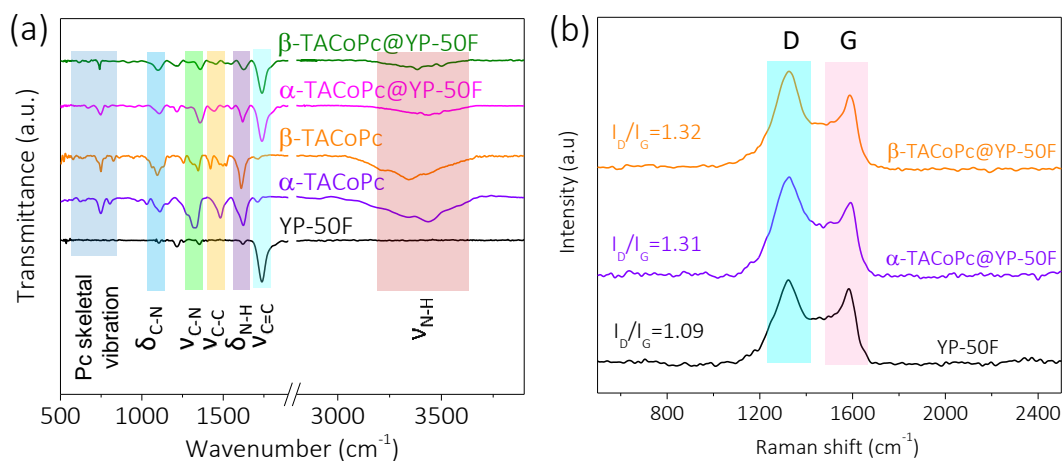 (a)
Transmittance (a.u.)
β-TACoPc@YP-50F
α-TACoPc@YP-50F
β-TACoPc
α-TACoPc
YP-50F
Pc skeletal
vibration
δC-N
νC-N
νC-C
δN-H
νC=C
νN-H
500 1000 1500 3000 3500
Wavenumber (cm-1)
(b)
Intensity (a.u)
D G
ID/IG=1.32
β-TACoPc@YP-50F
ID/IG=1.31
α-TACoPc@YP-50F
ID/IG=1.09
YP-50F
800 1200 1600 2000 2400
Raman shift (cm-1)